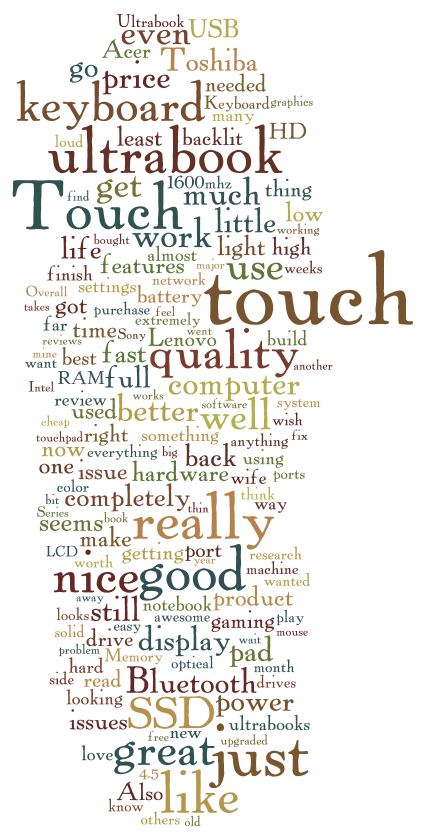 Ultrabook
even USB
Acer Toshiba
go price needed
keyboard Keyboard graphics
many
loud least backlit HD
ultrabook
Touch find get 1600mhz much thing
little low
working
life bought work light high
almost
finish features major use weeks
Overall settings network
battery touch
takes got purchase feel
far time Sony extremely
reviews Lenovo went build
mine best fast quality another
want
Intel RAM full computer
review works software system
cheap used better well wish
touchpad right something anything fix
now everything big back using
one issue hardware wife ports
color
bit completely thin think way
Series
seems book really
make
LCD • getting port research
worth year machine
nice good wanted
away
looks still notebook product
easy awesome gaming play
solid drive display wait mouse
problem Memory optical pad
hard month
side read Bluetooth drives
looking SSD power
issues . ultrabooks
free new upgraded
love great just
4-5
Also like
know
others old